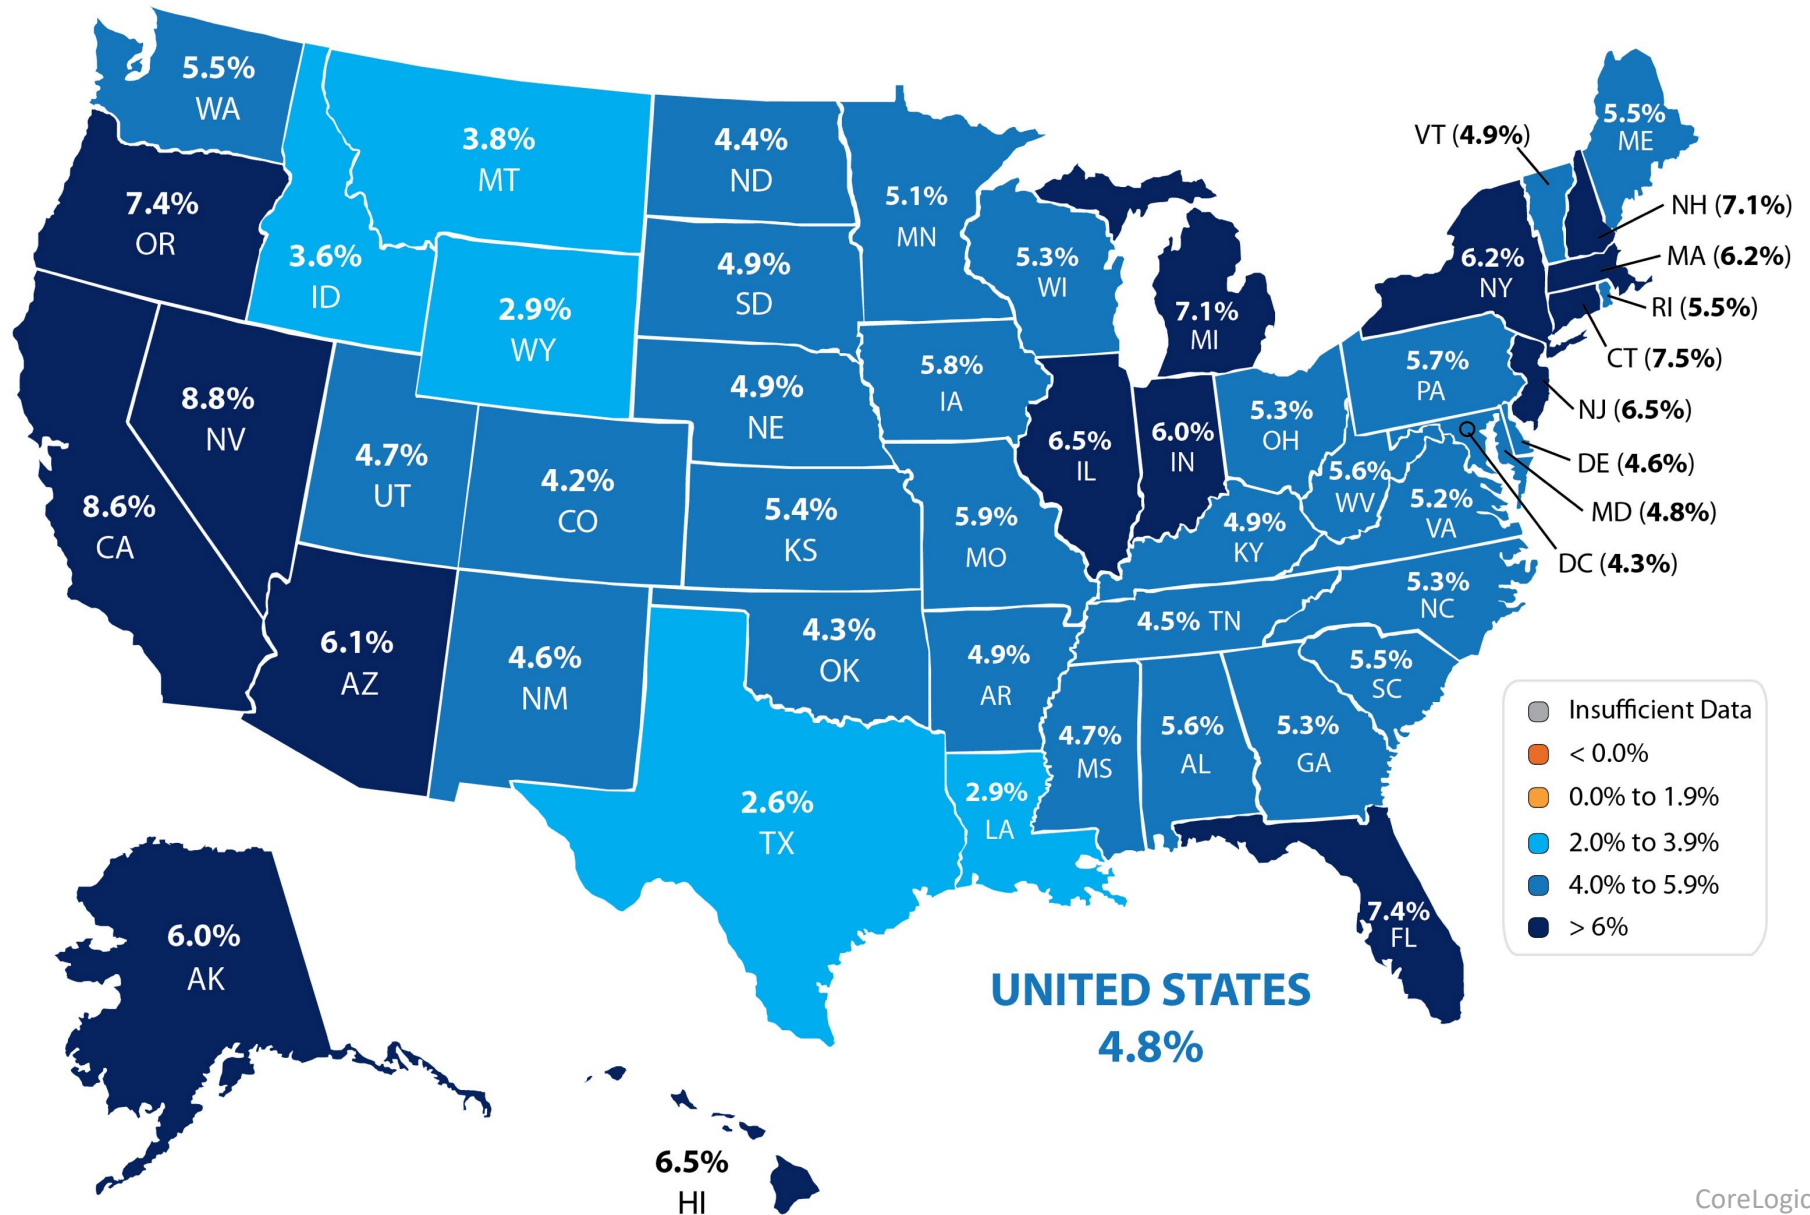 5.5%
WA
7.4%
OR
3.8%
MT
3.6%
ID
2.9%
WY
8.8%
NV
8.6%
CA
4.7%
UT
4.2%
CO
6.1%
AZ
4.6%
NM
4.4%
ND
4.9%
SD
4.9%
NE
5.4%
KS
4.3%
OK
2.6%
TX
5.1%
MN
5.8%
IA
5.9%
MO
4.9%
AR
2.9%
LA
5.3%
WI
6.5%
IL
7.1%
MI
6.0%
IN
5.3%
OH
4.9%
KY
4.5% TN
4.7%
MS
5.6%
AL
5.3%
GA
7.4%
FL
5.5%
SC
5.3%
NC
5.2%
VA
5.6%
WV
5.7%
PA
6.2%
NY
VT (4.9%)
5.5%
ME
NH (7.1%)
MA (6.2%)
RI (5.5%)
CT (7.5%)
NJ (6.5%)
DE (4.6%)
MD (4.8%)
DC (4.3%)
6.0%
AK
6.5%
HI
UNITED STATES
4.8%
Insufficient Data
< 0.0%
0.0% to 1.9%
2.0% to 3.9%
4.0% to 5.9%
> 6%
CoreLogic